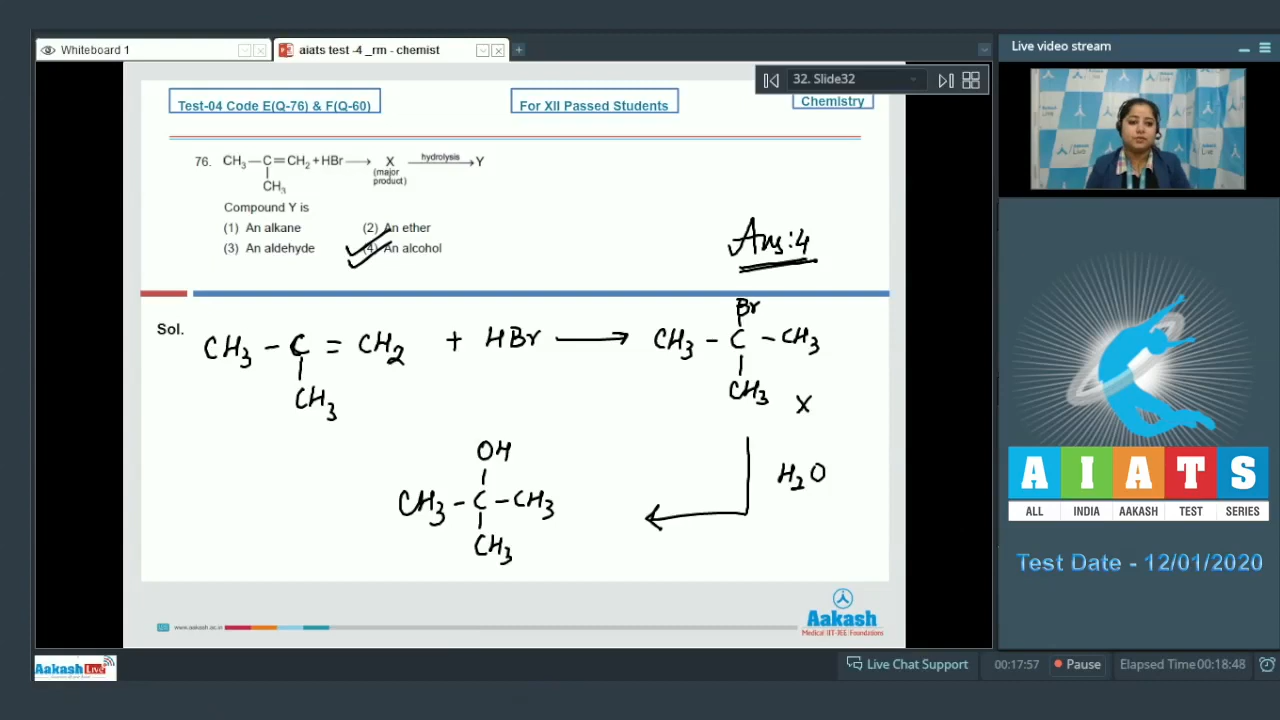 Whiteboard 1
aiats test -4 _rm - chemist
Live video stream
32. Slide32
Test-04 Code E(Q-76) & F(Q-60)
For XII Passed Students
Chemistry
76. CH₃—C=CH₂+HBr⟶ X hydrolysis⟶Y
(major
product)
CH₃
Compound Y is
(1) An alkane (2) An ether
(3) An aldehyde (4) An alcohol
Ans:4
Sol.
Br
CH₃ - C = CH₂ + HBr ⟶ CH₃ - C - CH₃
CH₃ CH₃ X
OH
H₂O
CH₃ - C - CH₃
CH₃
www.aakash.ac.in
Aakash
Medical|IIT-JEE|Foundations
Aakash Live
A I A T S
ALL INDIA AAKASH TEST SERIES
Test Date - 12/01/2020
Live Chat Support
00:17:57
Pause
Elapsed Time 00:18:48